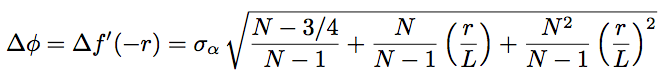 Δϕ = Δf′(−r) = σ_α √( (N − 3/4)/(N − 1) + N/(N − 1) (r/L) + N²/(N − 1) (r/L)² )